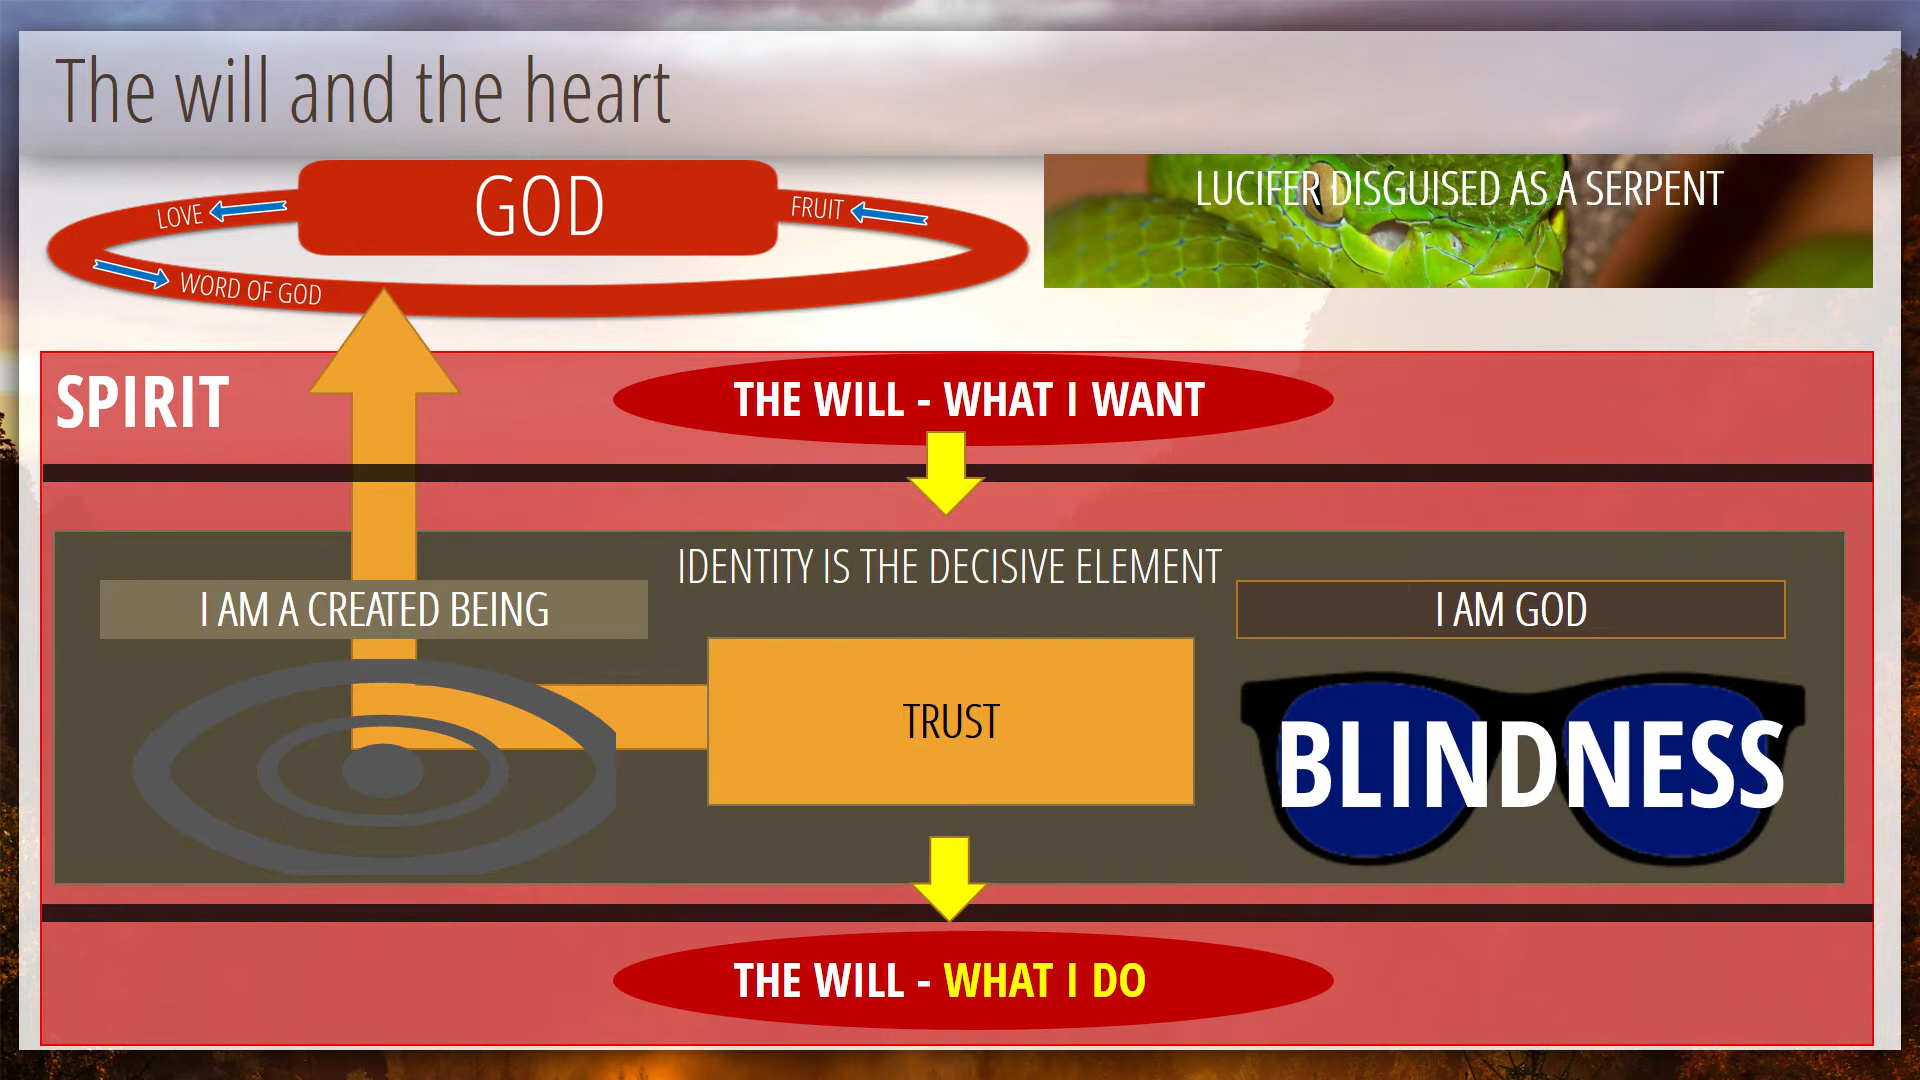 The will and the heart
GOD
LOVE
FRUIT
WORD OF GOD
LUCIFER DISGUISED AS A SERPENT
SPIRIT
THE WILL - WHAT I WANT
IDENTITY IS THE DECISIVE ELEMENT
I AM A CREATED BEING
I AM GOD
TRUST
BLINDNESS
THE WILL - WHAT I DO